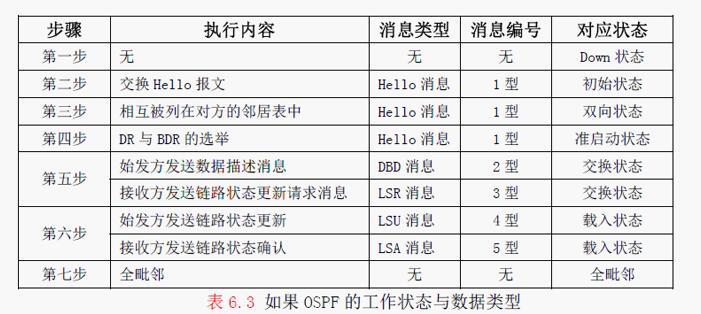 步骤 执行内容 消息类型 消息编号 对应状态
第一步 无 无 无 Down 状态
第二步 交换 Hello 报文 Hello 消息 1 型 初始状态
第三步 相互被列在对方的邻居表中 Hello 消息 1 型 双向状态
第四步 DR 与 BDR 的选举 Hello 消息 1 型 准启动状态
第五步 始发方发送数据描述消息 DBD 消息 2 型 交换状态
接收方发送链路状态更新请求消息 LSR 消息 3 型 交换状态
第六步 始发方发送链路状态更新 LSU 消息 4 型 载入状态
接收方发送链路状态确认 LSA 消息 5 型 载入状态
第七步 全毗邻 无 无 全毗邻
表 6.3 如果 OSPF 的工作状态与数据类型